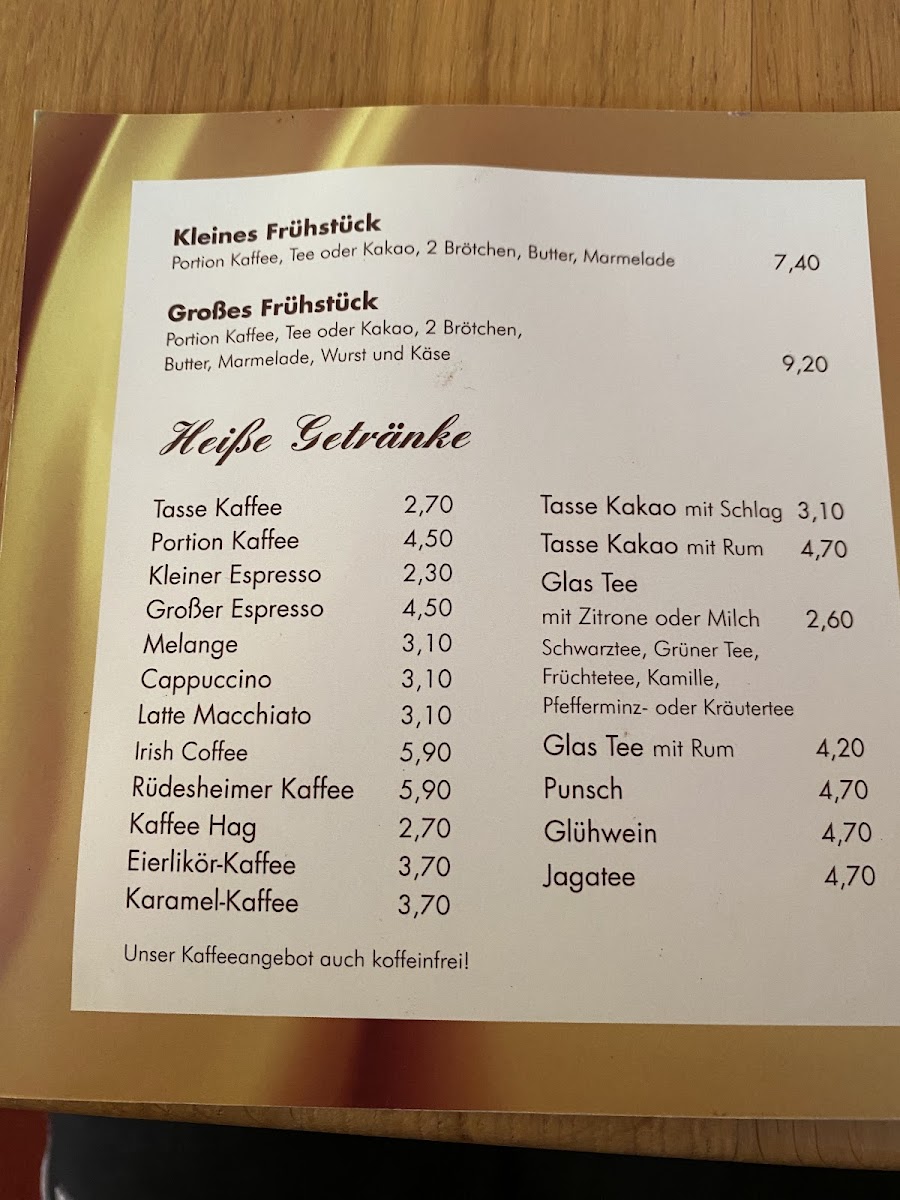 Kleines Frühstück
Portion Kaffee, Tee oder Kakao, 2 Brötchen, Butter, Marmelade 7,40
Großes Frühstück
Portion Kaffee, Tee oder Kakao, 2 Brötchen,
Butter, Marmelade, Wurst und Käse 9,20
Heiße Getränke
Tasse Kaffee 2,70
Portion Kaffee 4,50
Kleiner Espresso 2,30
Großer Espresso 4,50
Melange 3,10
Cappuccino 3,10
Latte Macchiato 3,10
Irish Coffee 5,90
Rüdesheimer Kaffee 5,90
Kaffee Hag 2,70
Eierlikör-Kaffee 3,70
Karamel-Kaffee 3,70
Tasse Kakao mit Schlag 3,10
Tasse Kakao mit Rum 4,70
Glas Tee
mit Zitrone oder Milch 2,60
Schwarztee, Grüner Tee,
Früchtetee, Kamille,
Pfefferminz- oder Kräutertee
Glas Tee mit Rum 4,20
Punsch 4,70
Glühwein 4,70
Jagatee 4,70
Unser Kaffeeangebot auch koffeinfrei!